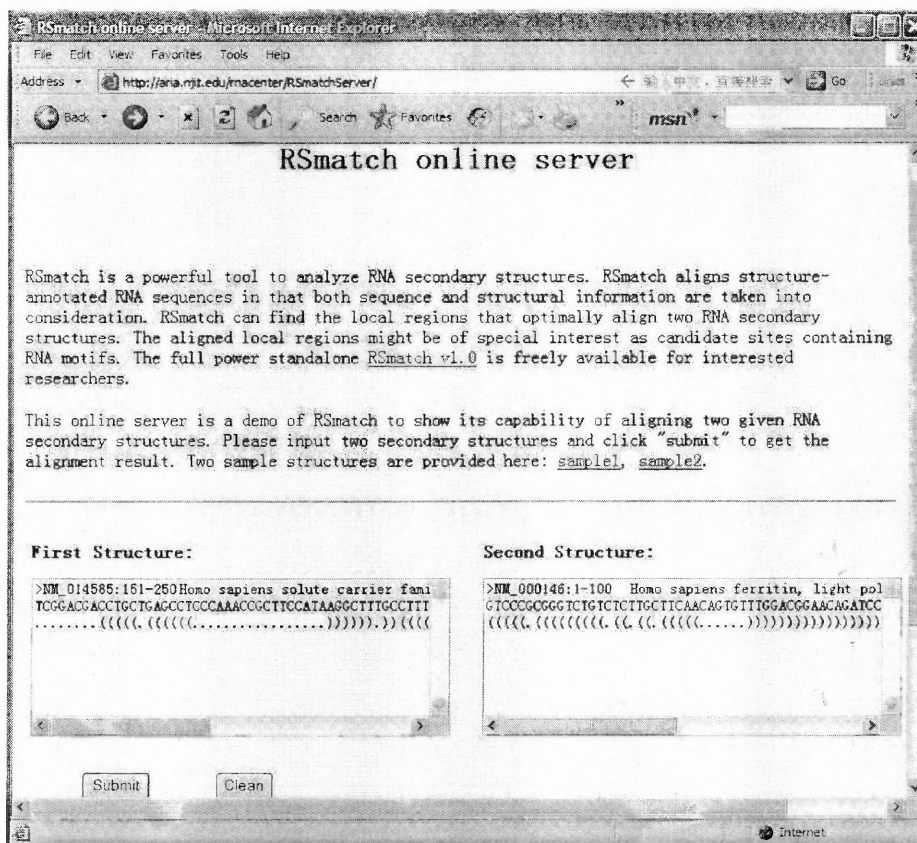 RSmatch online server - Microsoft Internet Explorer
File Edit View Favorites Tools Help
Address http://aria.njit.edu/rnacenter/RSmatchServer/ Go
Back Search Favorites msn
RSmatch online server
RSmatch is a powerful tool to analyze RNA secondary structures. RSmatch aligns structure-
annotated RNA sequences in that both sequence and structural information are taken into
consideration. RSmatch can find the local regions that optimally align two RNA secondary
structures. The aligned local regions might be of special interest as candidate sites containing
RNA motifs. The full power standalone RSmatch v1.0 is freely available for interested
researchers.
This online server is a demo of RSmatch to show its capability of aligning two given RNA
secondary structures. Please input two secondary structures and click "submit" to get the
alignment result. Two sample structures are provided here: sample1, sample2.
First Structure:
>NM_014585:151-250Homo sapiens solute carrier fami
TCGGACGACCTGCTGAGCCTCCCAAACCGCTTCCATAAGGCTTTGCCTTT
........(((((.((((((................)))))).))((((
Second Structure:
>NM_000146:1-100 Homo sapiens ferritin, light pol
GTCCCGCGGGTCTGTCTCTTGCTTCAACAGTGTTTGGACGGAACAGATCC
(((((.(((((((((.((.((.(((((......)))))))))))))))))
Submit Clean
Internet